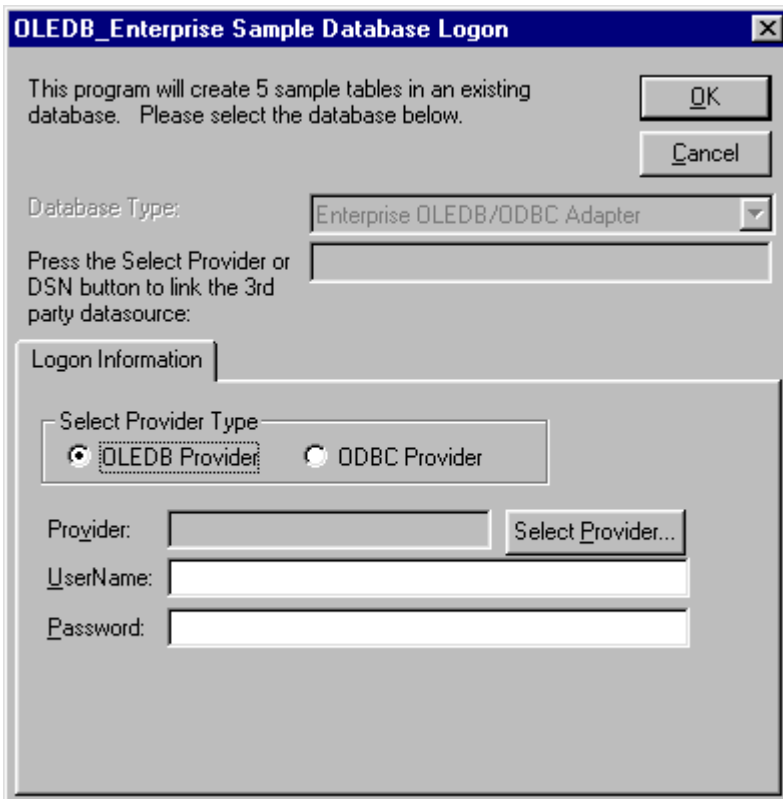 OLEDB_Enterprise Sample Database Logon
This program will create 5 sample tables in an existing
database. Please select the database below.
OK
Cancel
Database Type:
Enterprise OLEDB/ODBC Adapter
Press the Select Provider or
DSN button to link the 3rd
party datasource:
Logon Information
Select Provider Type
OLEDB Provider
ODBC Provider
Provider:
Select Provider...
UserName:
Password: